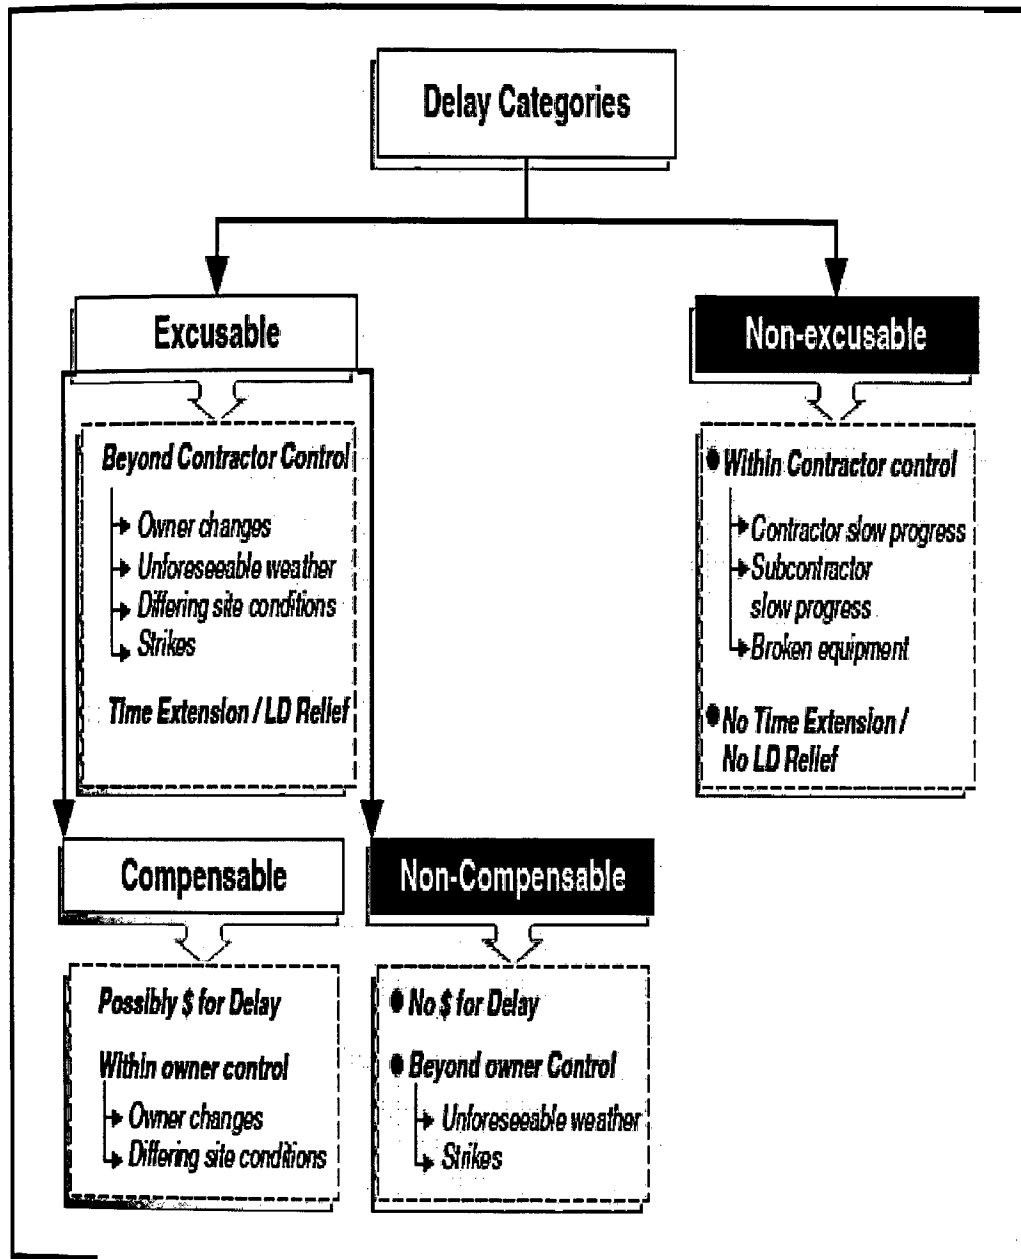 Delay Categories
Excusable
Non-excusable
Beyond Contractor Control
Owner changes
Unforeseeable weather
Differing site conditions
Strikes
Time Extension / LD Relief
Within Contractor control
Contractor slow progress
Subcontractor
slow progress
Broken equipment
No Time Extension /
No LD Relief
Compensable
Non-Compensable
Possibly $ for Delay
Within owner control
Owner changes
Differing site conditions
No $ for Delay
Beyond owner Control
Unforeseeable weather
Strikes